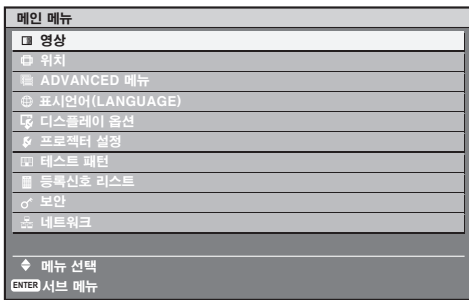 메인 메뉴
영상
위치
ADVANCED 메뉴
표시언어(LANGUAGE)
디스플레이 옵션
프로젝터 설정
테스트 패턴
등록신호 리스트
보안
네트워크
메뉴 선택
ENTER 서브 메뉴